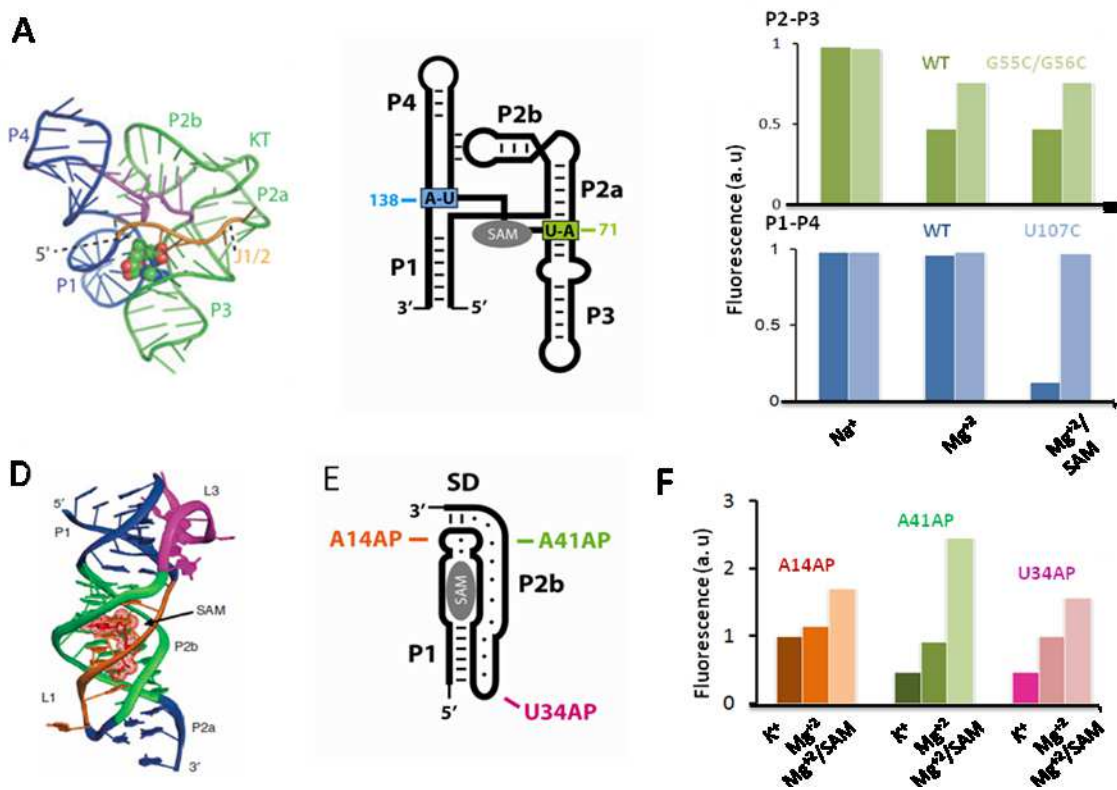 A
P4
P2b
KT
P2a
5'
J1/2
P1
P3
P4
P2b
P2a
138
A-U
SAM
U-A
71
P1
P3
3'
5'
P2-P3
1
WT
G55C/G56C
0.5
0
Fluorescence (a. u)
P1-P4
1
WT
U107C
0.5
0
Na+
Mg+2
Mg+2/
SAM
D
5'
L3
P1
SAM
P2b
L1
P2a
3'
E
SD
3'
A14AP
A41AP
SAM
P2b
P1
5'
U34AP
F
3
2
1
0
Fluorescence (a. u)
A14AP
A41AP
U34AP
K+
Mg+2
Mg+2/SAM
K+
Mg+2
Mg+2/SAM
K+
Mg+2
Mg+2/SAM